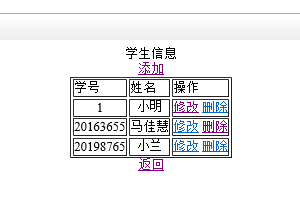 学生信息
添加
学号 姓名 操作
1 小明 修改 删除
20163655 马佳慧 修改 删除
20198765 小兰 修改 删除
返回